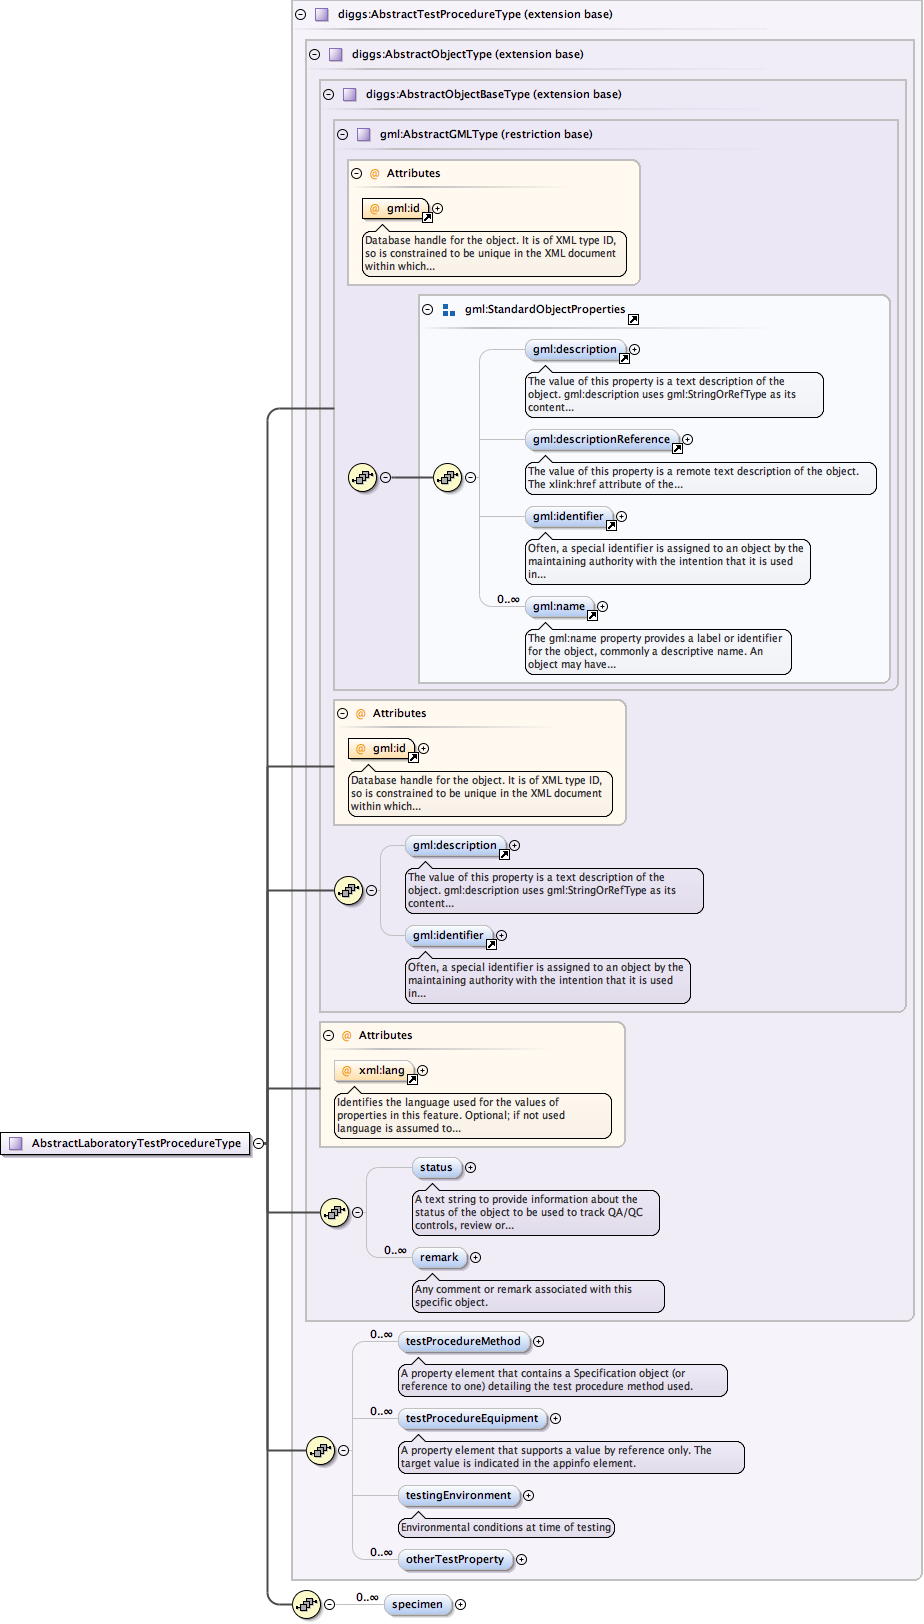 diggs:AbstractTestProcedureType (extension base)
diggs:AbstractObjectType (extension base)
diggs:AbstractObjectBaseType (extension base)
gml:AbstractGMLType (restriction base)
@ Attributes
@ gml:id
Database handle for the object. It is of XML type ID,
so is constrained to be unique in the XML document
within which...
gml:StandardObjectProperties
gml:description
The value of this property is a text description of the
object. gml:description uses gml:StringOrRefType as its
content...
gml:descriptionReference
The value of this property is a remote text description of the object.
The xlink:href attribute of the...
gml:identifier
Often, a special identifier is assigned to an object by the
maintaining authority with the intention that it is used
in...
0..∞
gml:name
The gml:name property provides a label or identifier
for the object, commonly a descriptive name. An
object may have...
@ Attributes
@ gml:id
Database handle for the object. It is of XML type ID,
so is constrained to be unique in the XML document
within which...
gml:description
The value of this property is a text description of the
object. gml:description uses gml:StringOrRefType as its
content...
gml:identifier
Often, a special identifier is assigned to an object by the
maintaining authority with the intention that it is used
in...
@ Attributes
@ xml:lang
Identifies the language used for the values of
properties in this feature. Optional; if not used
language is assumed to...
AbstractLaboratoryTestProcedureType
status
A text string to provide information about the
status of the object to be used to track QA/QC
controls, review or...
0..∞
remark
Any comment or remark associated with this
specific object.
0..∞
testProcedureMethod
A property element that contains a Specification object (or
reference to one) detailing the test procedure method used.
0..∞
testProcedureEquipment
A property element that supports a value by reference only. The
target value is indicated in the appinfo element.
testingEnvironment
Environmental conditions at time of testing
0..∞
otherTestProperty
0..∞
specimen